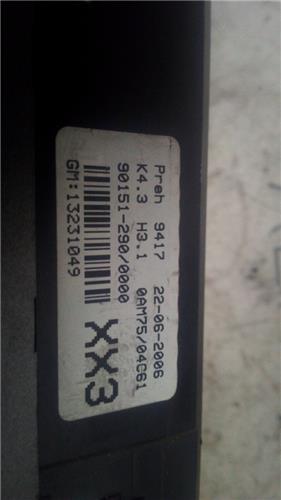 Preh 9417 22-06-2006
K4.3 H3.1 0AM75/04C61
90151-290/0000
GM:13231049
XX3